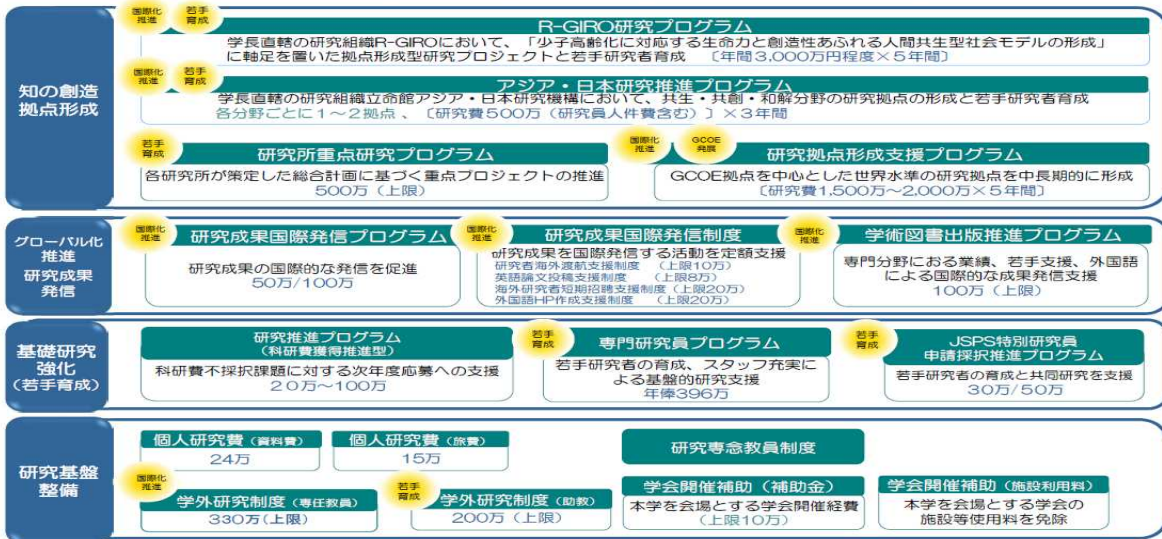 国際化
推進
若手
育成
R-GIRO研究プログラム
学長直轄の研究組織R-GIROにおいて、「少子高齢化に対応する生命力と創造性あふれる人間共生型社会モデルの形成」
に軸足を置いた拠点形成型研究プロジェクトと若手研究者育成 〔年間3,000万円程度×5年間〕
知の創造
拠点形成
国際化
推進
若手
育成
アジア・日本研究推進プログラム
学長直轄の研究組織立命館アジア・日本研究機構において、共生・共創・和解分野の研究拠点の形成と若手研究者育成
各分野ごとに1～2拠点、〔研究費500万（研究員人件費含む）〕×3年間
若手
育成
研究所重点研究プログラム
各研究所が策定した総合計画に基づく重点プロジェクトの推進
500万（上限）
国際化
推進
GCOE
発展
研究拠点形成支援プログラム
GCOE拠点を中心とした世界水準の研究拠点を中長期的に形成
〔研究費1,500万～2,000万×5年間〕
グローバル化
推進
研究成果
発信
国際化
推進
研究成果国際発信プログラム
研究成果の国際的な発信を促進
50万/100万
国際化
推進
研究成果国際発信制度
研究成果を国際発信する活動を定額支援
研究者海外渡航支援制度 （上限10万）
英語論文投稿支援制度 （上限8万）
海外研究者短期招聘支援制度（上限20万）
外国語HP作成支援制度 （上限20万）
国際化
推進
学術図書出版推進プログラム
専門分野における業績、若手支援、外国語
による国際的な成果発信支援
100万（上限）
基礎研究
強化
（若手育成）
研究推進プログラム
（科研費獲得推進型）
科研費不採択課題に対する次年度応募への支援
20万～100万
若手
育成
専門研究員プログラム
若手研究者の育成、スタッフ充実に
よる基盤的研究支援
年俸396万
若手
育成
JSPS特別研究員
申請採択推進プログラム
若手研究者の育成と共同研究を支援
30万/50万
研究基盤
整備
個人研究費（資料費）
24万
個人研究費（旅費）
15万
研究専念教員制度
国際化
推進
学外研究制度（専任教員）
330万(上限）
若手
育成
学外研究制度（助教）
200万（上限）
学会開催補助（補助金）
本学を会場とする学会開催経費
（上限10万）
学会開催補助（施設利用料）
本学を会場とする学会の
施設等使用料を免除